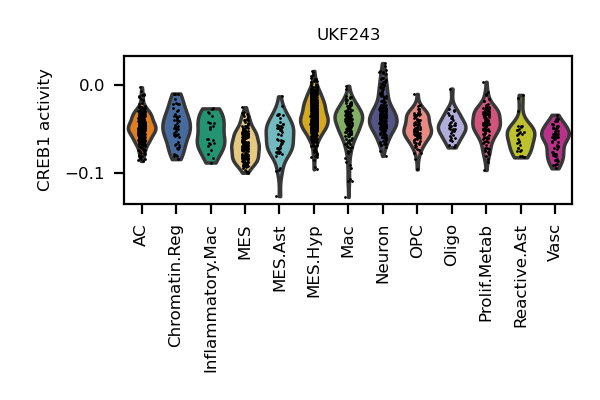 UKF243
CREB1 activity
0.0
−0.1
AC
Chromatin.Reg
Inflammatory.Mac
MES
MES.Ast
MES.Hyp
Mac
Neuron
OPC
Oligo
Prolif.Metab
Reactive.Ast
Vasc